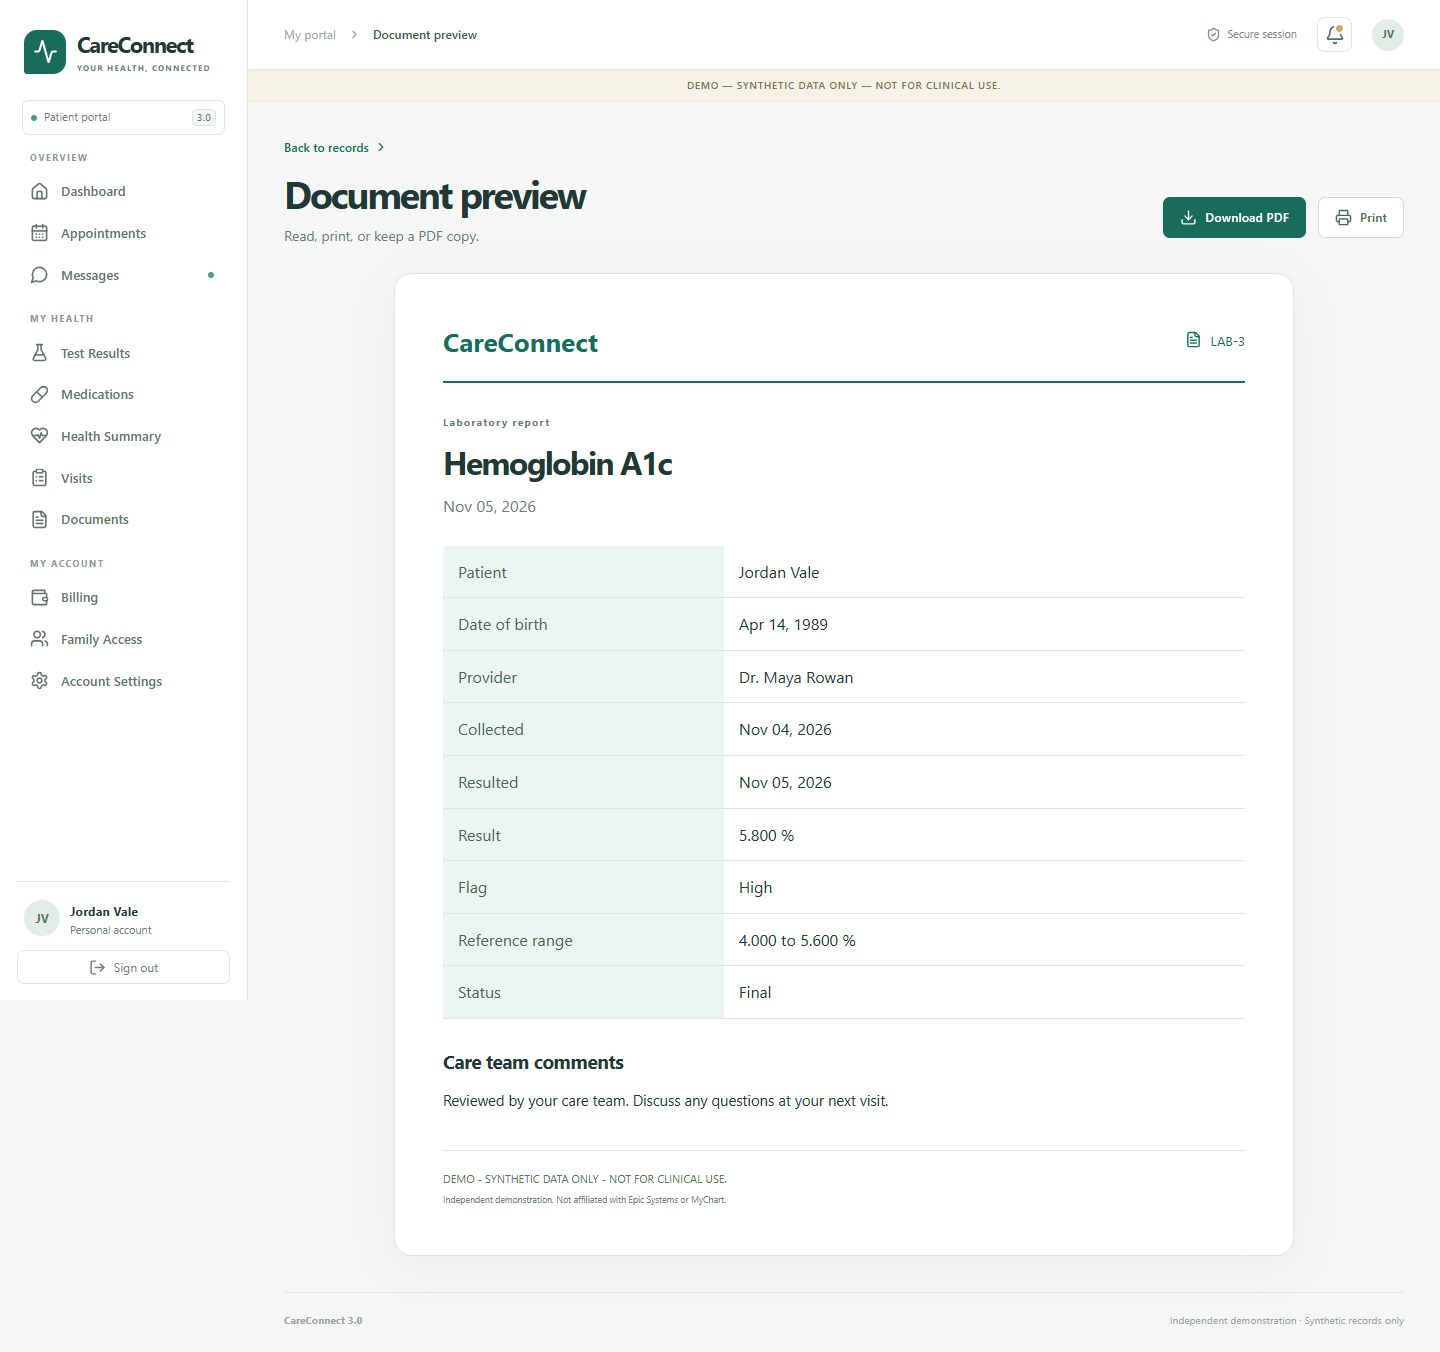 CareConnect
YOUR HEALTH, CONNECTED
Patient portal 3.0
OVERVIEW
Dashboard
Appointments
Messages
MY HEALTH
Test Results
Medications
Health Summary
Visits
Documents
MY ACCOUNT
Billing
Family Access
Account Settings
JV
Jordan Vale
Personal account
Sign out
My portal > Document preview
Secure session
JV
DEMO — SYNTHETIC DATA ONLY — NOT FOR CLINICAL USE.
Back to records
Document preview
Read, print, or keep a PDF copy.
Download PDF
Print
CareConnect
LAB-3
Laboratory report
Hemoglobin A1c
Nov 05, 2026
Patient Jordan Vale
Date of birth Apr 14, 1989
Provider Dr. Maya Rowan
Collected Nov 04, 2026
Resulted Nov 05, 2026
Result 5.800 %
Flag High
Reference range 4.000 to 5.600 %
Status Final
Care team comments
Reviewed by your care team. Discuss any questions at your next visit.
DEMO - SYNTHETIC DATA ONLY - NOT FOR CLINICAL USE.
Independent demonstration. Not affiliated with Epic Systems or MyChart.
CareConnect 3.0
Independent demonstration · Synthetic records only